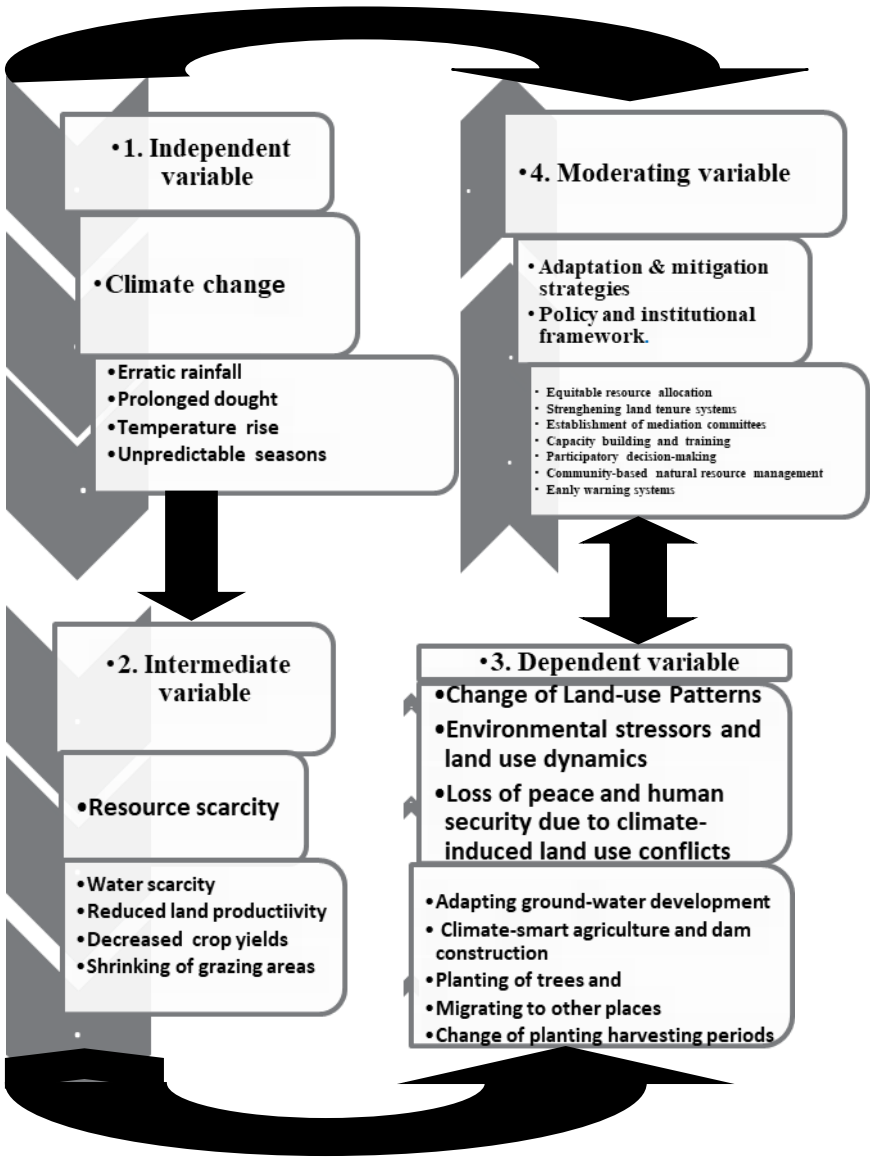 •1. Independent
variable
•Climate change
•Erratic rainfall
•Prolonged dought
•Temperature rise
•Unpredictable seasons
•2. Intermediate
variable
•Resource scarcity
•Water scarcity
•Reduced land productiivity
•Decreased crop yields
•Shrinking of grazing areas
•4. Moderating variable
•Adaptation & mitigation
strategies
•Policy and institutional
framework.
• Equitable resource allocation
• Strenghening land tenure systems
• Establishment of mediation committees
• Capacity building and training
• Participatory decision-making
• Community-based natural resource management
• Eanly warning systems
•3. Dependent variable
•Change of Land-use Patterns
•Environmental stressors and
land use dynamics
•Loss of peace and human
security due to climate-
induced land use conflicts
•Adapting ground-water development
• Climate-smart agriculture and dam
construction
•Planting of trees and
•Migrating to other places
•Change of planting harvesting periods